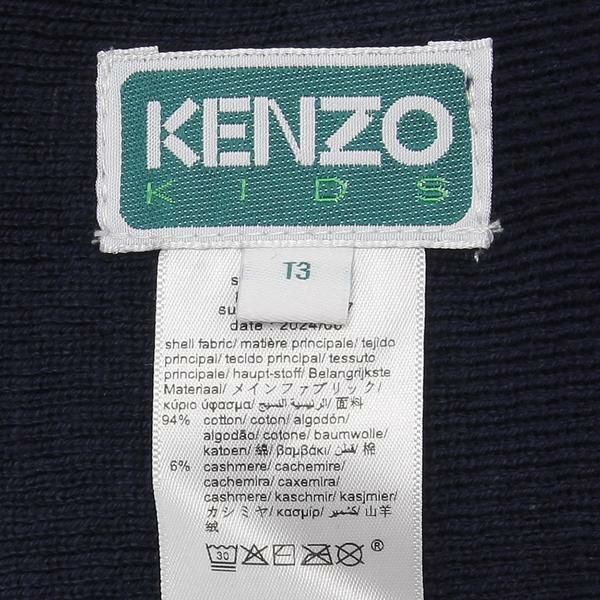 KENZO
KIDS
T3
date : 2024/06
shell fabric/ matière principale/ tejido
principal/ tecido principal/ tessuto
principale/ haupt-stoff/ Belangrijkste
Materiaal/ メインファブリック/
κύριο ύφασμα/ الرئيسية النسيج/ 面料
94% cotton/ coton/ algodón/
algodão/ cotone/ baumwolle/
katoen/ 綿/ βαμβάκι/ قطن/ 棉
6% cashmere/ cachemire/
cachemira/ caxemira/
cashmere/ kaschmir/ kasjmier/
カシミヤ/ κασμίρ/ كشمير/ 山羊
绒
30
®